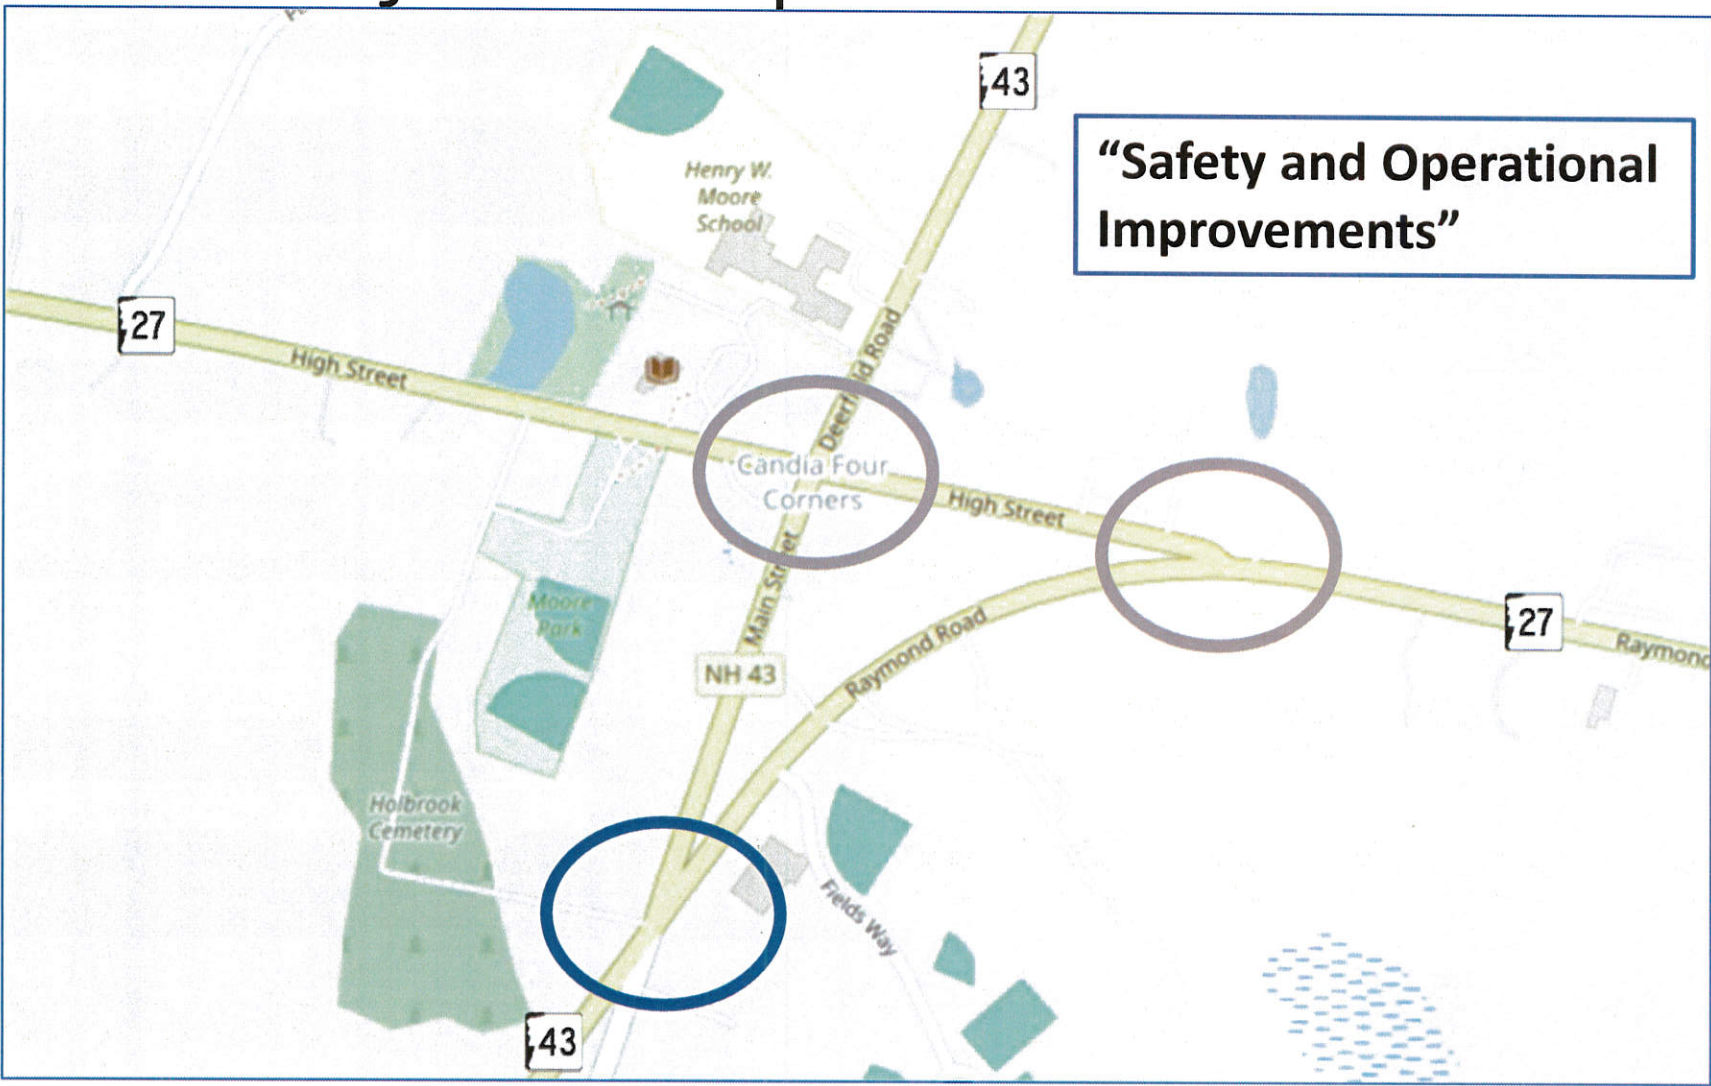 43
“Safety and Operational
Improvements”
Henry W.
Moore
School
27
High Street
Deerfield Road
Candia Four
Corners
High Street
Main Street
Moore
Park
NH 43
Raymond Road
27
Raymond
Holbrook
Cemetery
Fields Way
43